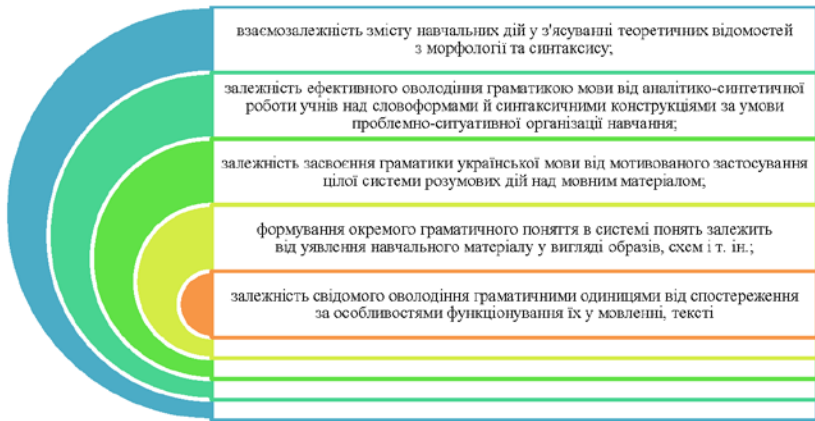 взаємозалежність змісту навчальних дій у з'ясуванні теоретичних відомостей
з морфології та синтаксису;
залежність ефективного оволодіння граматикою мови від аналітико-синтетичної
роботи учнів над словоформами й синтаксичними конструкціями за умови
проблемно-ситуативної організації навчання;
залежність засвоєння граматики української мови від мотивованого застосування
цілої системи розумових дій над мовним матеріалом;
формування окремого граматичного поняття в системі понять залежить
від уявлення навчального матеріалу у вигляді образів, схем і т. ін.;
залежність свідомого оволодіння граматичними одиницями від спостереження
за особливостями функціонування їх у мовленні, тексті